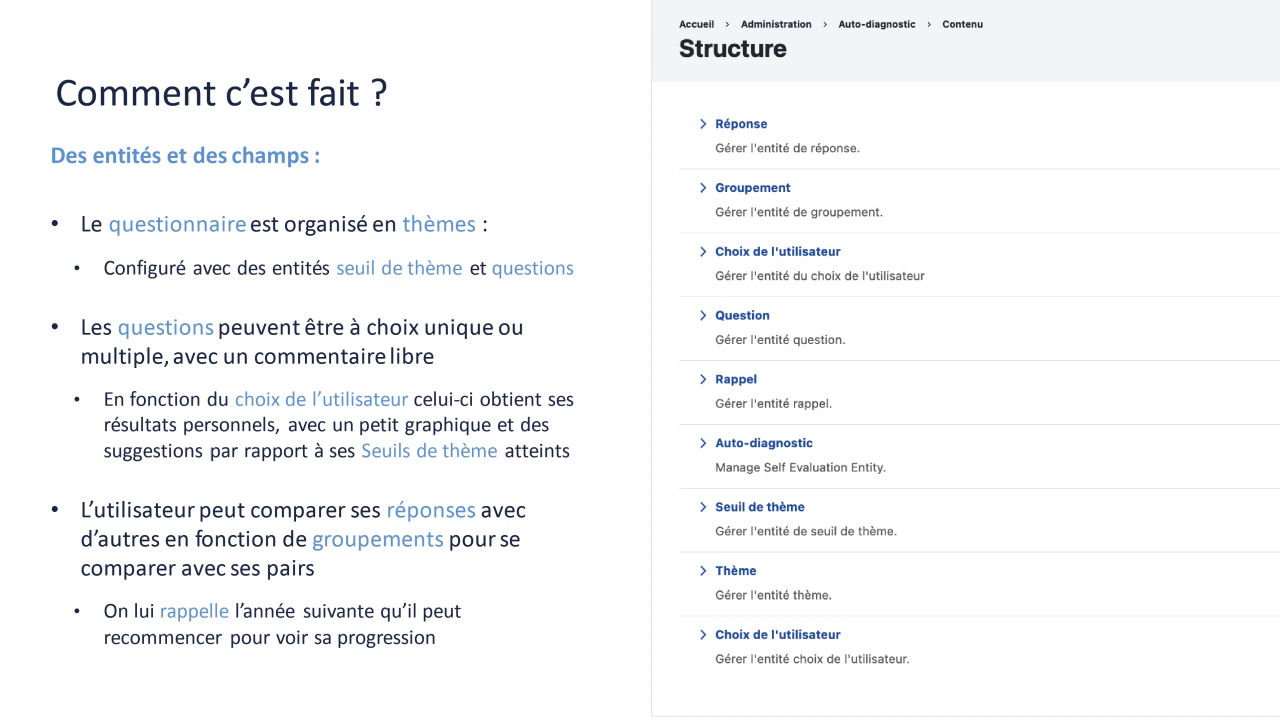 Comment c’est fait ?
Des entités et des champs :
• Le questionnaire est organisé en thèmes :
• Configuré avec des entités seuil de thème et questions
• Les questions peuvent être à choix unique ou
multiple, avec un commentaire libre
• En fonction du choix de l’utilisateur celui-ci obtient ses
résultats personnels, avec un petit graphique et des
suggestions par rapport à ses Seuils de thème atteints
• L’utilisateur peut comparer ses réponses avec
d’autres en fonction de groupements pour se
comparer avec ses pairs
• On lui rappelle l’année suivante qu’il peut
recommencer pour voir sa progression
Accueil > Administration > Auto-diagnostic > Contenu
Structure
Réponse
Gérer l'entité de réponse.
Groupement
Gérer l'entité de groupement.
Choix de l'utilisateur
Gérer l'entité du choix de l'utilisateur
Question
Gérer l'entité question.
Rappel
Gérer l'entité rappel.
Auto-diagnostic
Manage Self Evaluation Entity.
Seuil de thème
Gérer l'entité de seuil de thème.
Thème
Gérer l'entité thème.
Choix de l'utilisateur
Gérer l'entité choix de l'utilisateur.